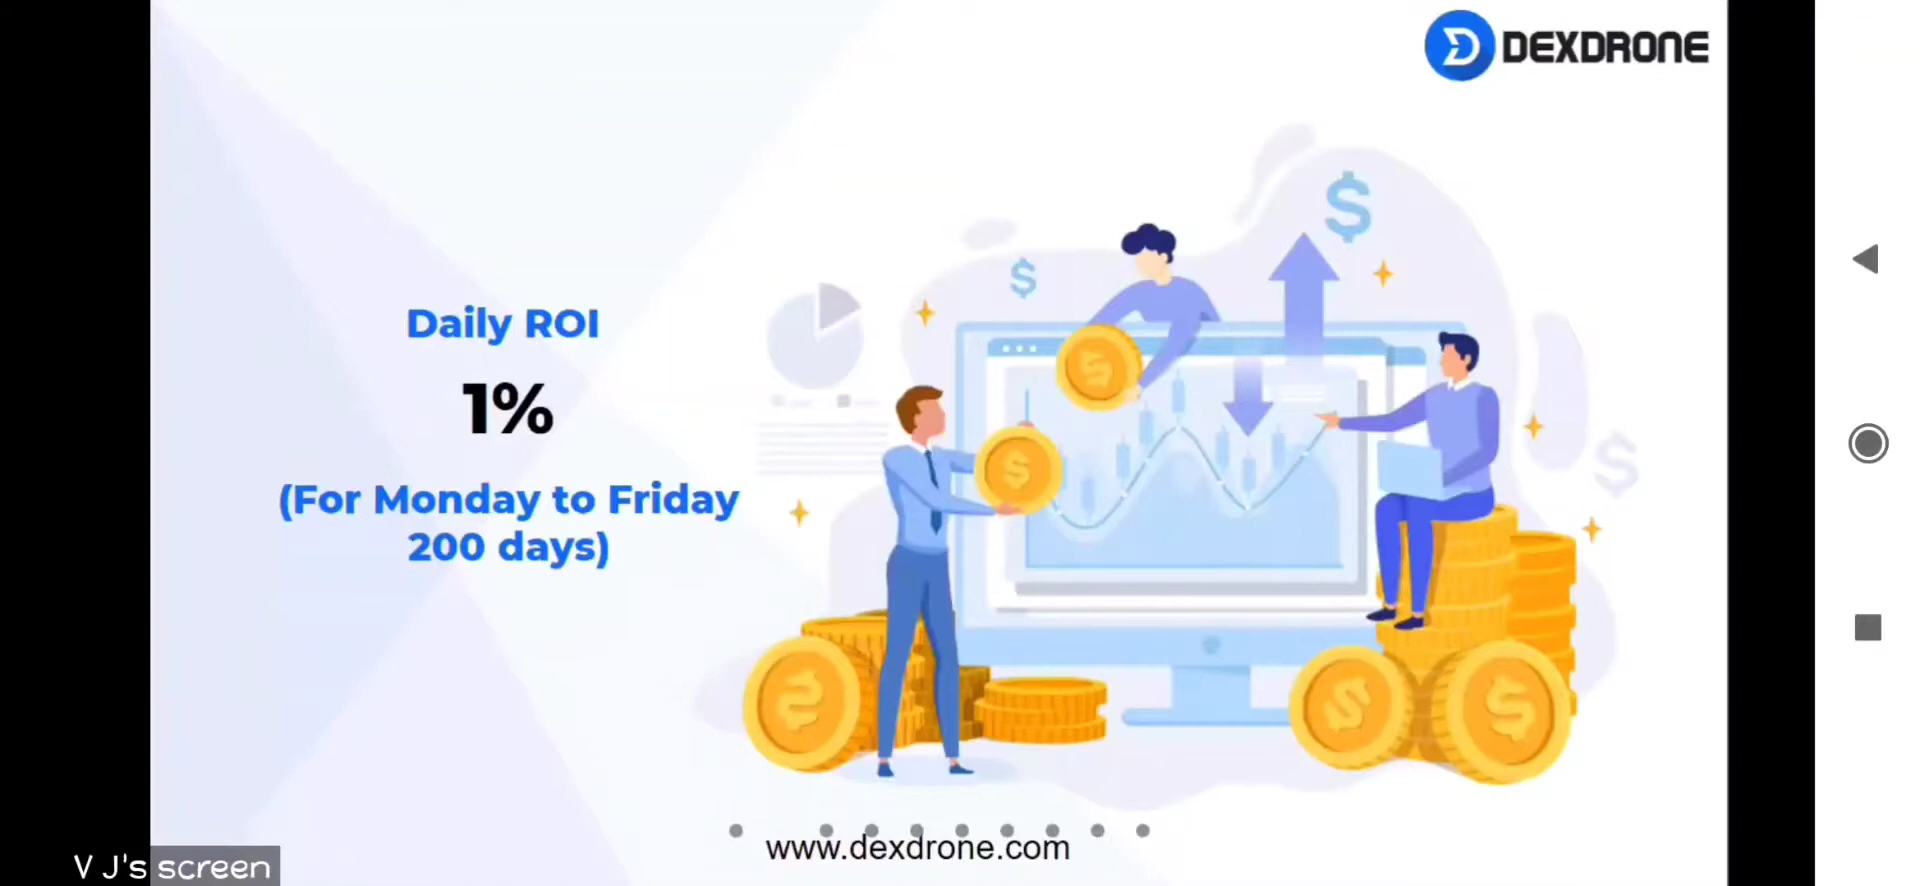 DEXDRONE
Daily ROI
1%
(For Monday to Friday
200 days)
www.dexdrone.com
V J's screen